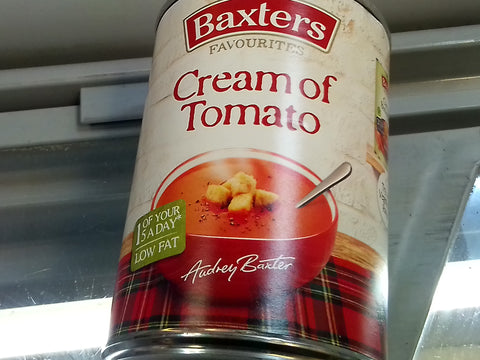 Baxters
FAVOURITES
Cream of
Tomato
1 OF YOUR
5 A DAY*
LOW FAT
Audrey Baxter